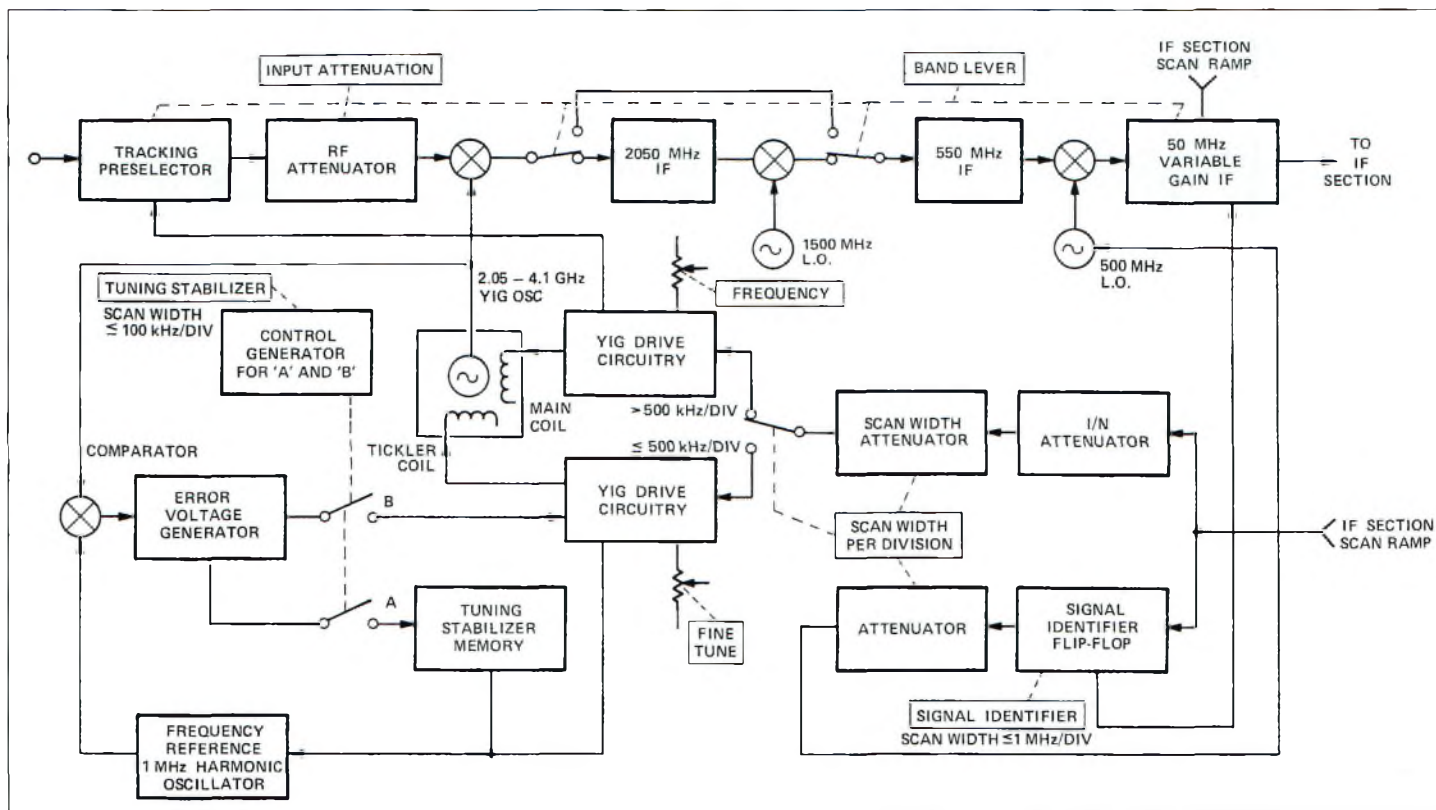 IF SECTION
SCAN RAMP
INPUT ATTENUATION
BAND LEVER
TRACKING
PRESELECTOR
RF
ATTENUATOR
2050 MHz
IF
550 MHz
IF
50 MHz
VARIABLE
GAIN IF
TO
IF
SECTION
1500 MHz
L.O.
500 MHz
L.O.
2.05 – 4.1 GHz
YIG OSC
FREQUENCY
TUNING STABILIZER
SCAN WIDTH
≤ 100 kHz/DIV
CONTROL
GENERATOR
FOR 'A' AND 'B'
YIG DRIVE
CIRCUITRY
MAIN
COIL
> 500 kHz/DIV
≤ 500 kHz/DIV
SCAN WIDTH
ATTENUATOR
I/N
ATTENUATOR
TICKLER
COIL
COMPARATOR
ERROR
VOLTAGE
GENERATOR
B
YIG DRIVE
CIRCUITRY
SCAN WIDTH
PER DIVISION
IF SECTION
SCAN RAMP
A
TUNING
STABILIZER
MEMORY
FINE
TUNE
ATTENUATOR
SIGNAL
IDENTIFIER
FLIP-FLOP
SIGNAL IDENTIFIER
SCAN WIDTH ≤1 MHz/DIV
FREQUENCY
REFERENCE
1 MHz HARMONIC
OSCILLATOR